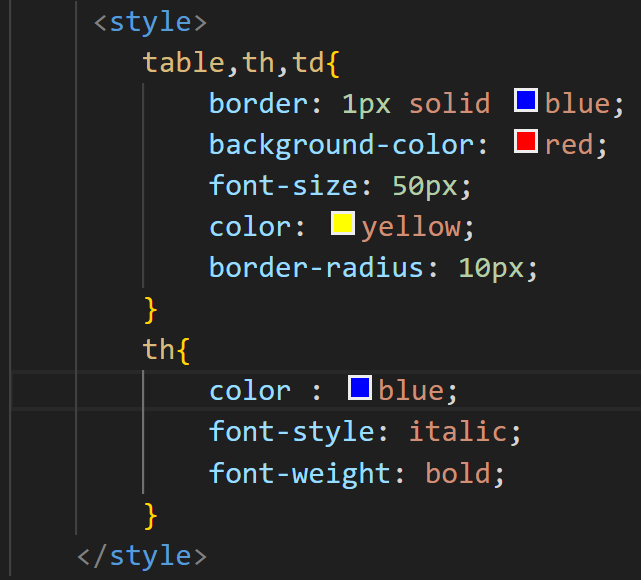 <style>
table,th,td{
border: 1px solid blue;
background-color: red;
font-size: 50px;
color: yellow;
border-radius: 10px;
}
th{
color : blue;
font-style: italic;
font-weight: bold;
}
</style>